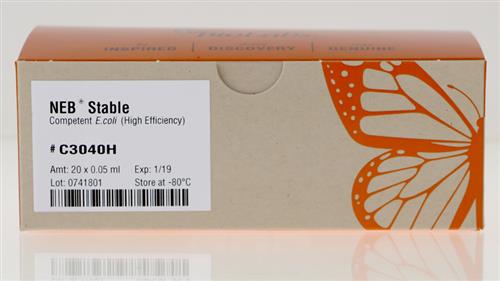 INSPIRED DISCOVERY GENUINE
NEB® Stable
Competent E.coli (High Efficiency)
# C3040H
Amt: 20 x 0.05 ml Exp: 1/19
Lot: 0741801 Store at -80°C